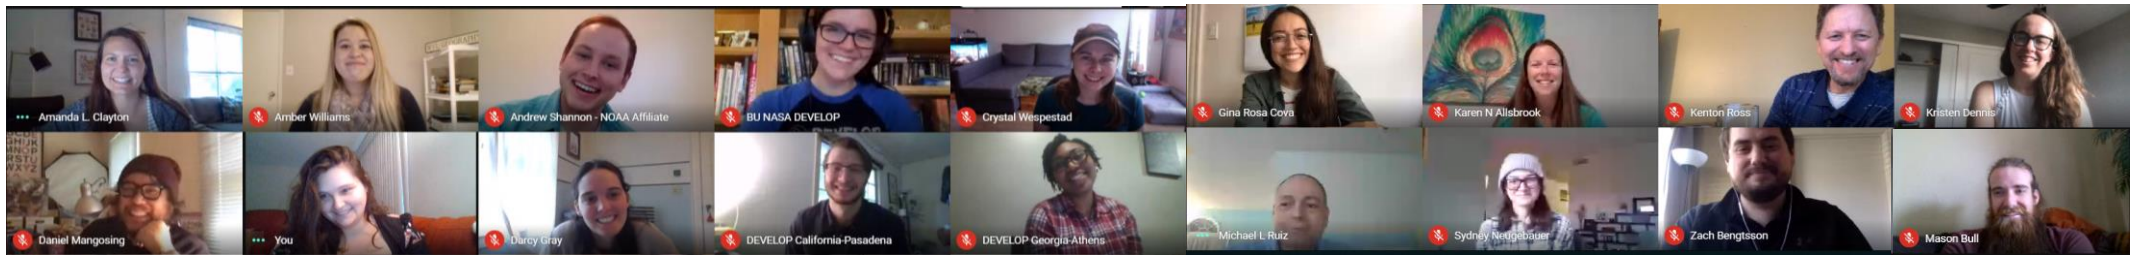 Amanda L. Clayton
Amber Williams
Andrew Shannon - NOAA Affiliate
BU NASA DEVELOP
Crystal Wespestad
Gina Rosa Cova
Karen N Allsbrook
Kenton Ross
Kristen Dennis
Daniel Mangosing
You
Darcy Gray
DEVELOP California-Pasadena
DEVELOP Georgia-Athens
Michael L Ruiz
Sydney Neugebauer
Zach Bengtsson
Mason Bull